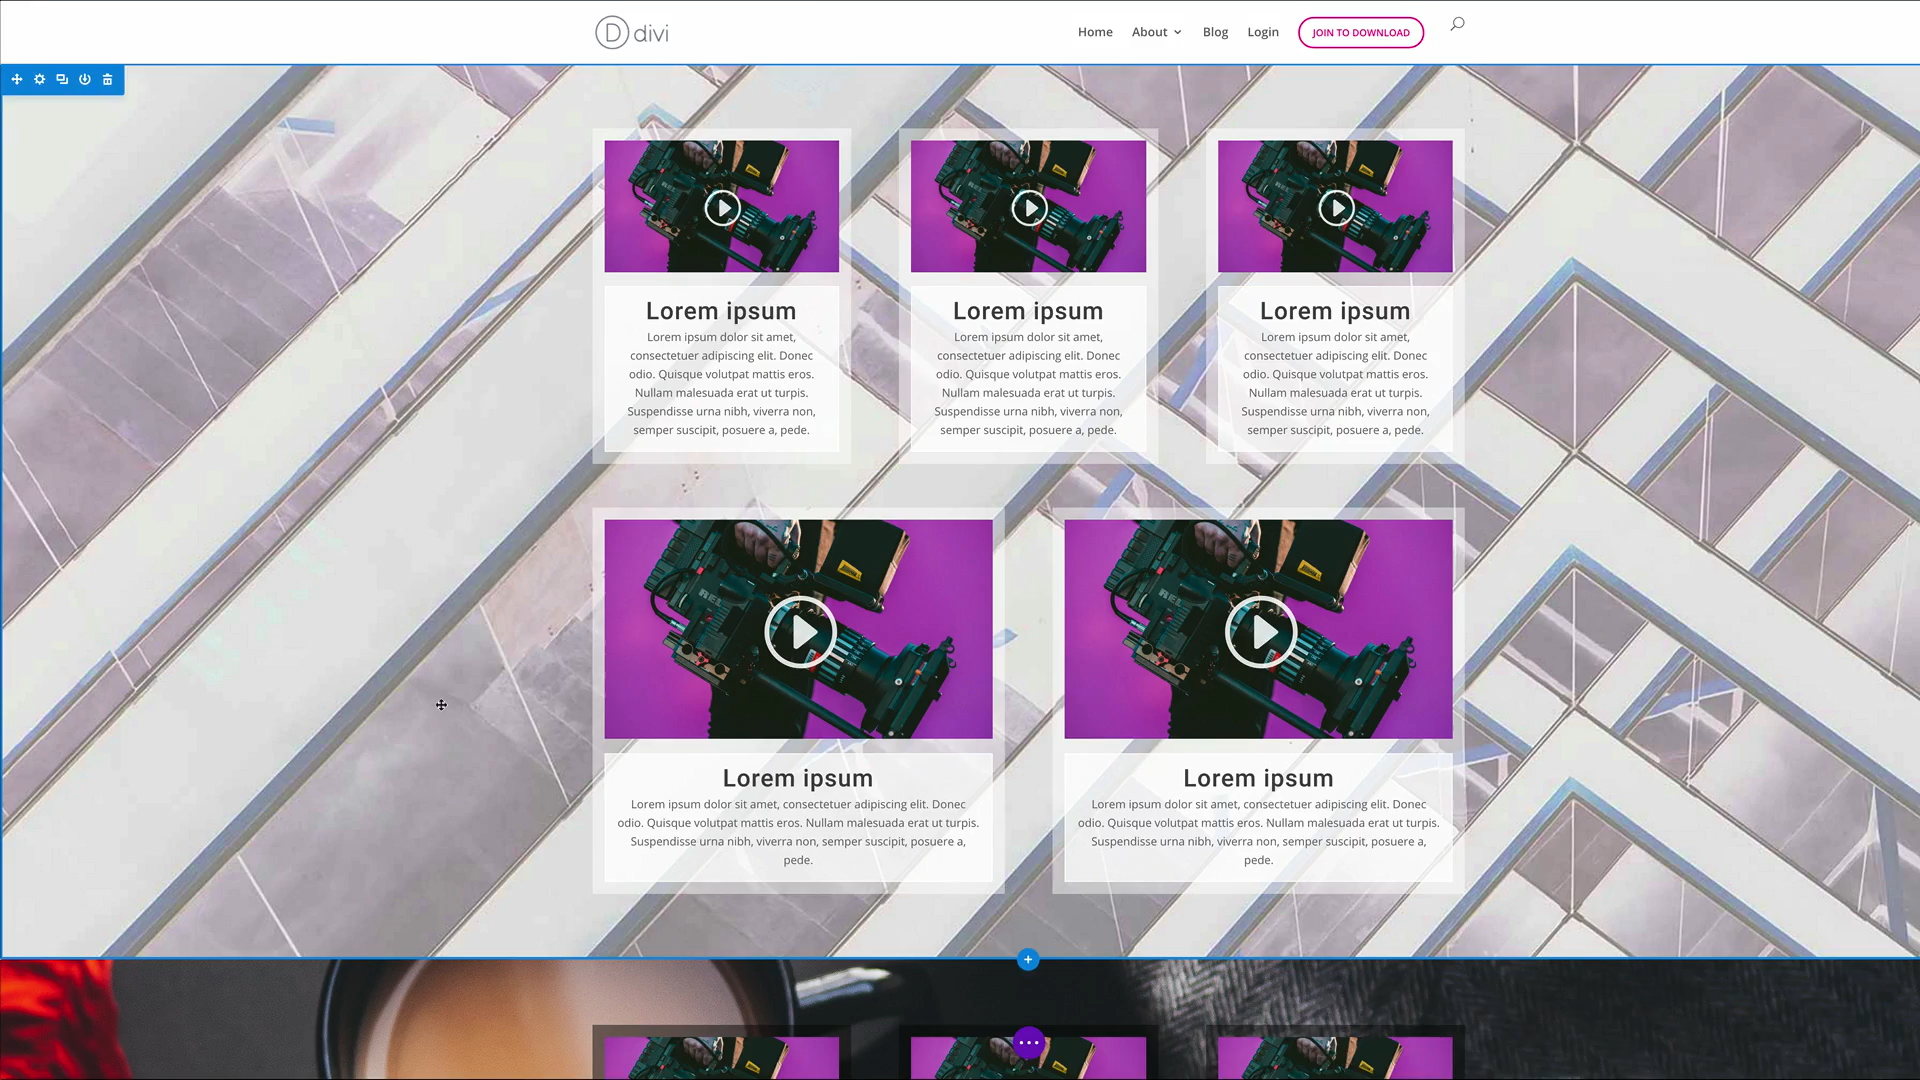 divi
Home About Blog Login JOIN TO DOWNLOAD
Lorem ipsum
Lorem ipsum dolor sit amet,
consectetuer adipiscing elit. Donec
odio. Quisque volutpat mattis eros.
Nullam malesuada erat ut turpis.
Suspendisse urna nibh, viverra non,
semper suscipit, posuere a, pede.
Lorem ipsum
Lorem ipsum dolor sit amet,
consectetuer adipiscing elit. Donec
odio. Quisque volutpat mattis eros.
Nullam malesuada erat ut turpis.
Suspendisse urna nibh, viverra non,
semper suscipit, posuere a, pede.
Lorem ipsum
Lorem ipsum dolor sit amet,
consectetuer adipiscing elit. Donec
odio. Quisque volutpat mattis eros.
Nullam malesuada erat ut turpis.
Suspendisse urna nibh, viverra non,
semper suscipit, posuere a, pede.
Lorem ipsum
Lorem ipsum dolor sit amet, consectetuer adipiscing elit. Donec
odio. Quisque volutpat mattis eros. Nullam malesuada erat ut turpis.
Suspendisse urna nibh, viverra non, semper suscipit, posuere a,
pede.
Lorem ipsum
Lorem ipsum dolor sit amet, consectetuer adipiscing elit. Donec
odio. Quisque volutpat mattis eros. Nullam malesuada erat ut turpis.
Suspendisse urna nibh, viverra non, semper suscipit, posuere a,
pede.